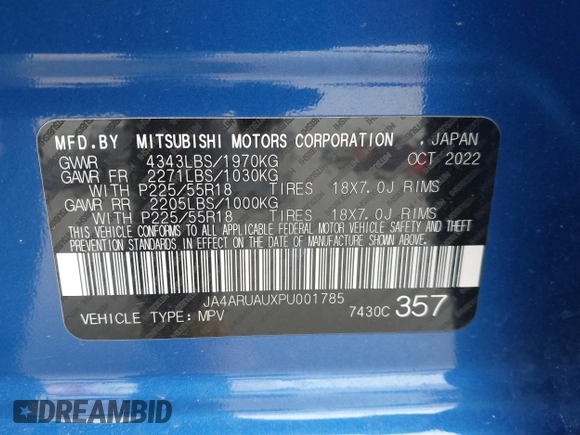 MFD.BY MITSUBISHI MOTORS CORPORATION , JAPAN
GVWR 4343LBS/1970KG OCT 2022
GAWR FR 2271LBS/1030KG
WITH P225/55R18 TIRES 18X7.0J RIMS
GAWR RR 2205LBS/1000KG
WITH P225/55R18 TIRES 18X7.0J RIMS
THIS VEHICLE CONFORMS TO ALL APPLICABLE FEDERAL MOTOR VEHICLE SAFETY AND THEFT
PREVENTION STANDARDS IN EFFECT ON THE DATE OF MANUFACTURE SHOWN ABOVE.
JA4ARUAUXPU001785
VEHICLE TYPE: MPV 7430C 357
DREAMBID